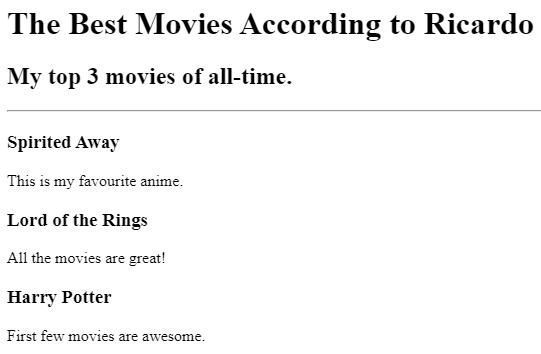 The Best Movies According to Ricardo
My top 3 movies of all-time.
Spirited Away
This is my favourite anime.
Lord of the Rings
All the movies are great!
Harry Potter
First few movies are awesome.